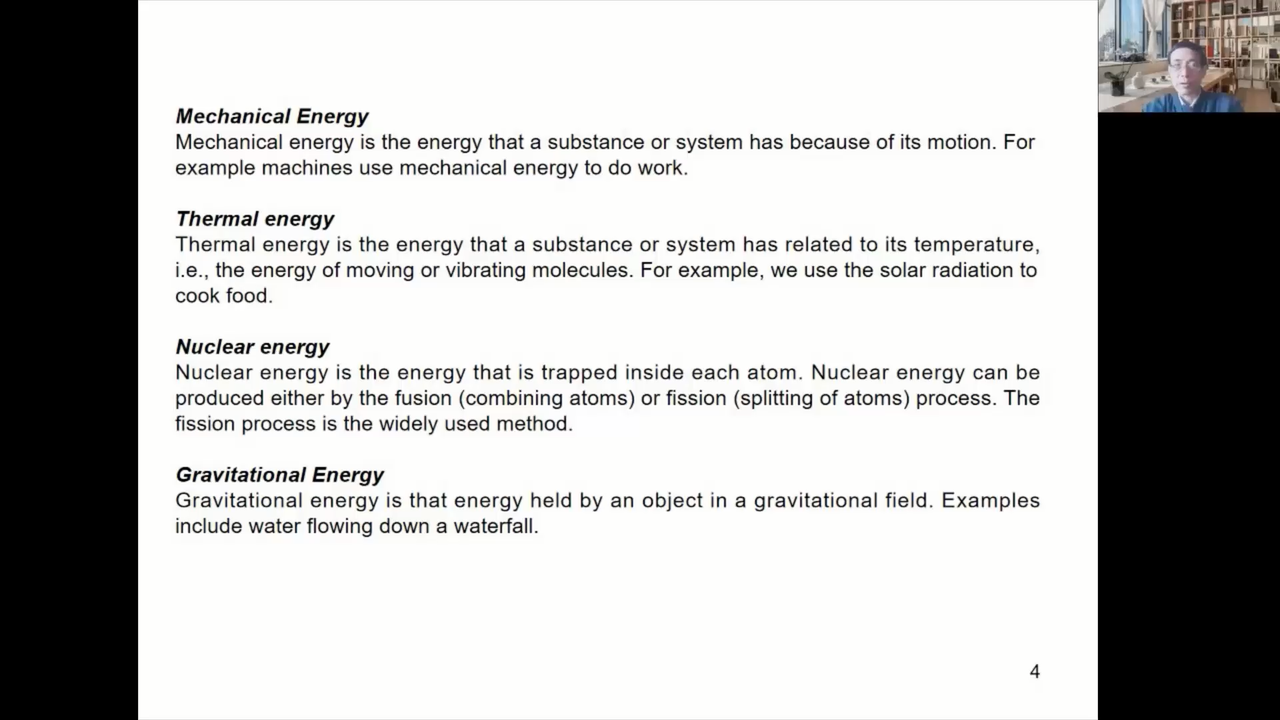 Mechanical Energy
Mechanical energy is the energy that a substance or system has because of its motion. For
example machines use mechanical energy to do work.
Thermal energy
Thermal energy is the energy that a substance or system has related to its temperature,
i.e., the energy of moving or vibrating molecules. For example, we use the solar radiation to
cook food.
Nuclear energy
Nuclear energy is the energy that is trapped inside each atom. Nuclear energy can be
produced either by the fusion (combining atoms) or fission (splitting of atoms) process. The
fission process is the widely used method.
Gravitational Energy
Gravitational energy is that energy held by an object in a gravitational field. Examples
include water flowing down a waterfall.
4